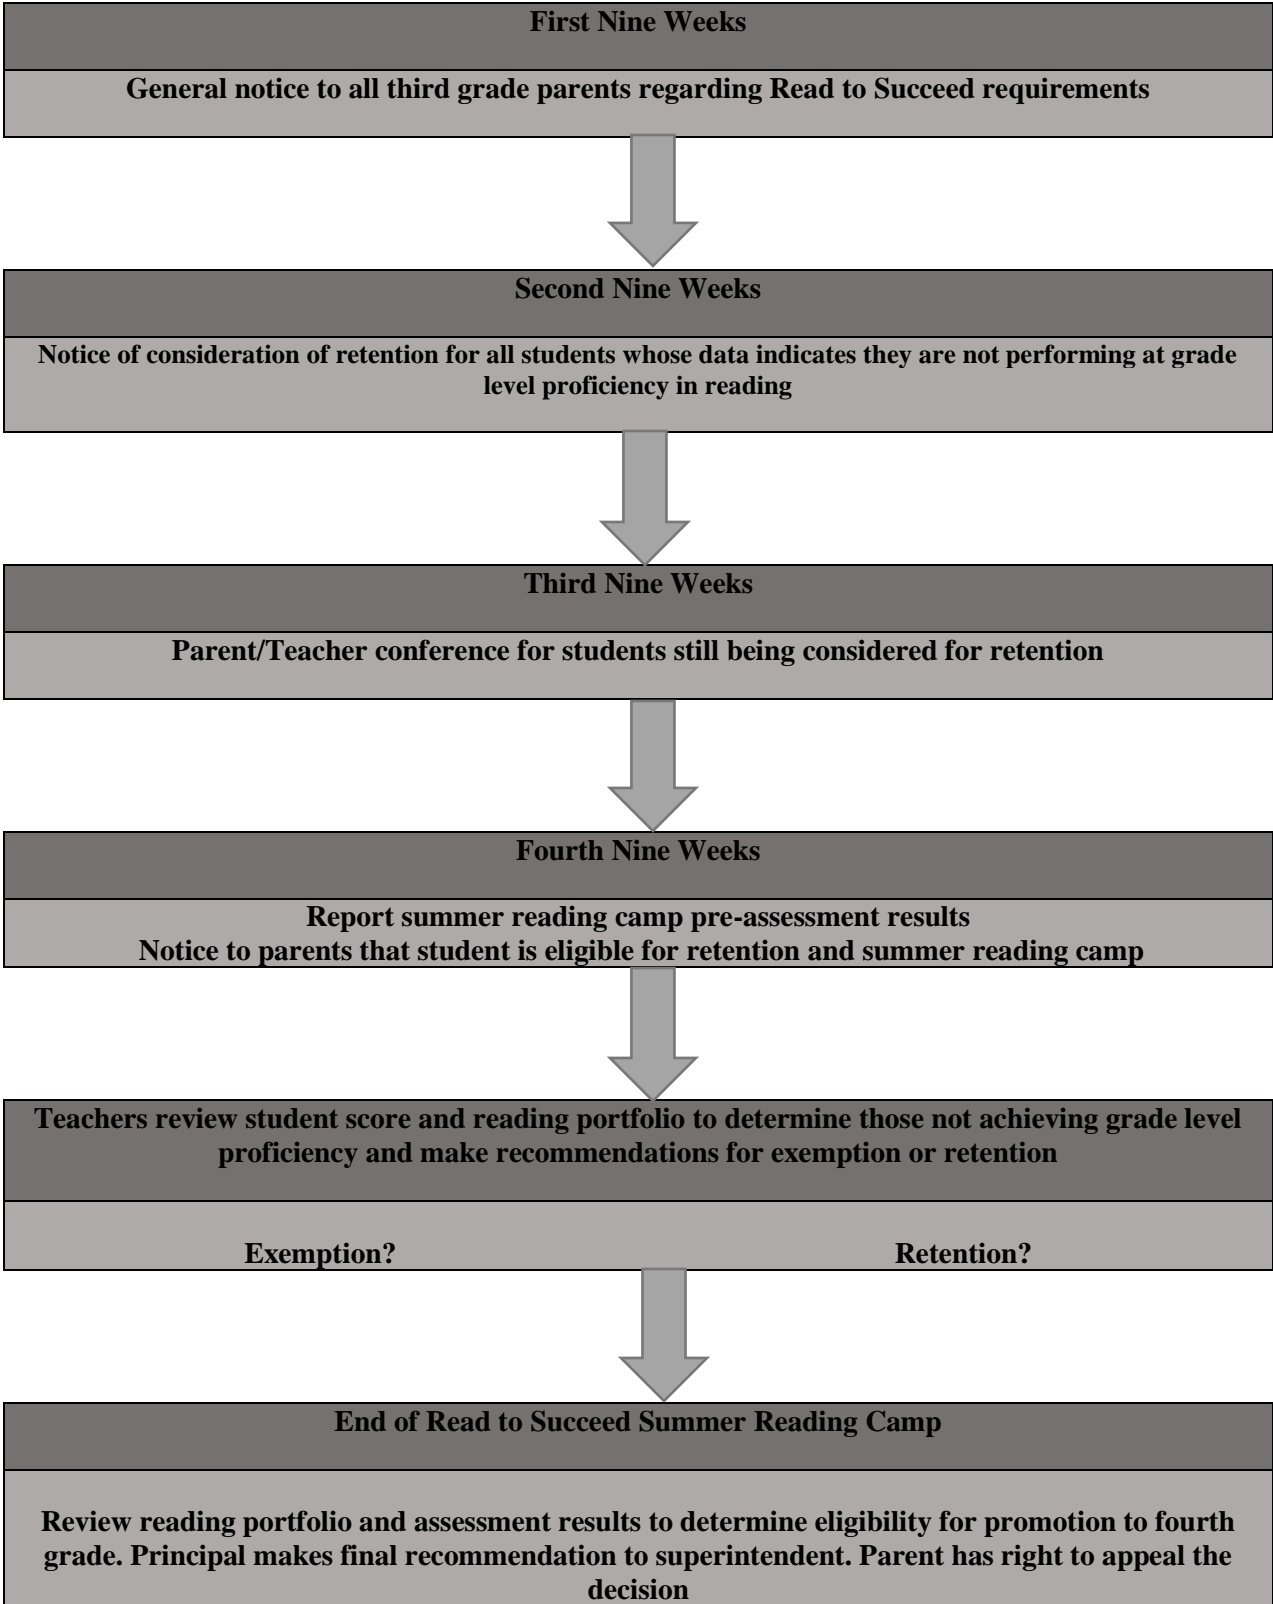 First Nine Weeks
General notice to all third grade parents regarding Read to Succeed requirements
Second Nine Weeks
Notice of consideration of retention for all students whose data indicates they are not performing at grade
level proficiency in reading
Third Nine Weeks
Parent/Teacher conference for students still being considered for retention
Fourth Nine Weeks
Report summer reading camp pre-assessment results
Notice to parents that student is eligible for retention and summer reading camp
Teachers review student score and reading portfolio to determine those not achieving grade level
proficiency and make recommendations for exemption or retention
Exemption? Retention?
End of Read to Succeed Summer Reading Camp
Review reading portfolio and assessment results to determine eligibility for promotion to fourth
grade. Principal makes final recommendation to superintendent. Parent has right to appeal the
decision